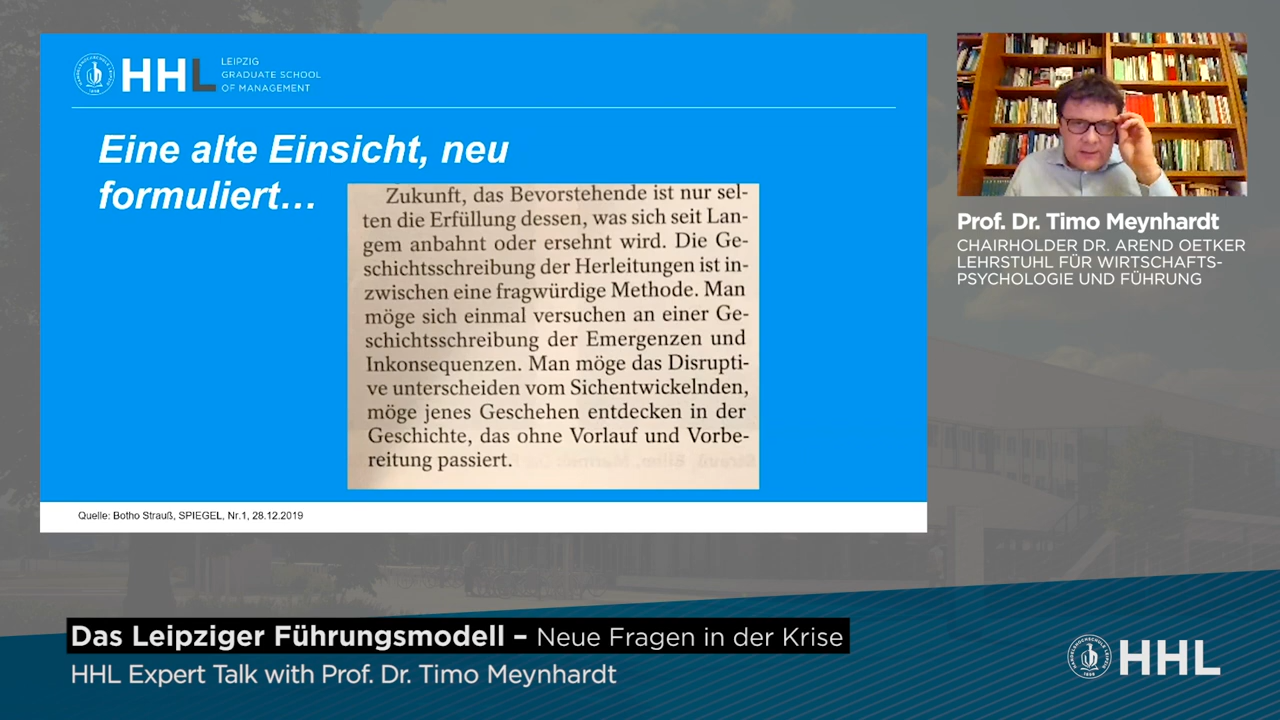 HHL
LEIPZIG
GRADUATE SCHOOL
OF MANAGEMENT
Eine alte Einsicht, neu
formuliert…
Zukunft, das Bevorstehende ist nur sel-
ten die Erfüllung dessen, was sich seit Lan-
gem anbahnt oder ersehnt wird. Die Ge-
schichtsschreibung der Herleitungen ist in-
zwischen eine fragwürdige Methode. Man
möge sich einmal versuchen an einer Ge-
schichtsschreibung der Emergenzen und
Inkonsequenzen. Man möge das Disrupti-
ve unterscheiden vom Sichentwickelnden,
möge jenes Geschehen entdecken in der
Geschichte, das ohne Vorlauf und Vorbe-
reitung passiert.
Quelle: Botho Strauß, SPIEGEL, Nr.1, 28.12.2019
Prof. Dr. Timo Meynhardt
CHAIRHOLDER DR. AREND OETKER
LEHRSTUHL FÜR WIRTSCHAFTS-
PSYCHOLOGIE UND FÜHRUNG
Das Leipziger Führungsmodell – Neue Fragen in der Krise
HHL Expert Talk with Prof. Dr. Timo Meynhardt
HHL